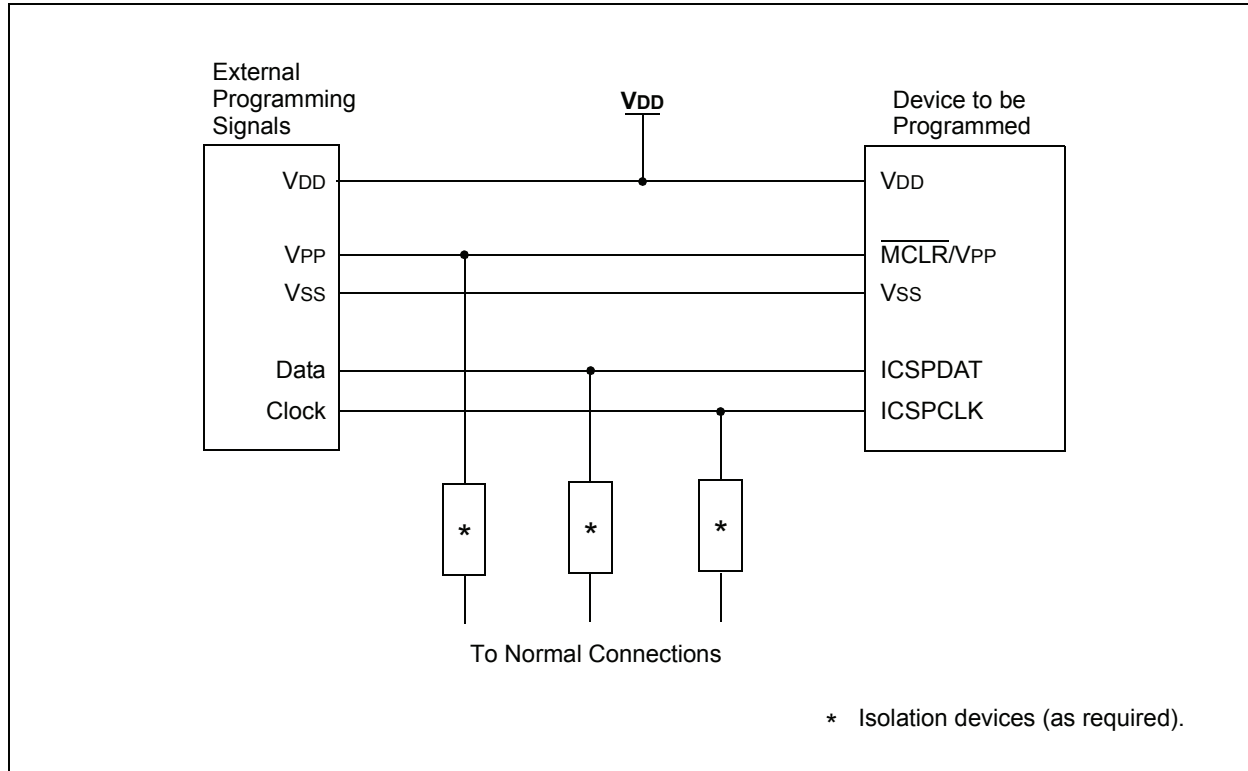 External
Programming
Signals
VDD
Device to be
Programmed
VDD
VDD
VPP
MCLR/VPP
VSS
VSS
Data
ICSPDAT
Clock
ICSPCLK
*
*
*
To Normal Connections
* Isolation devices (as required).